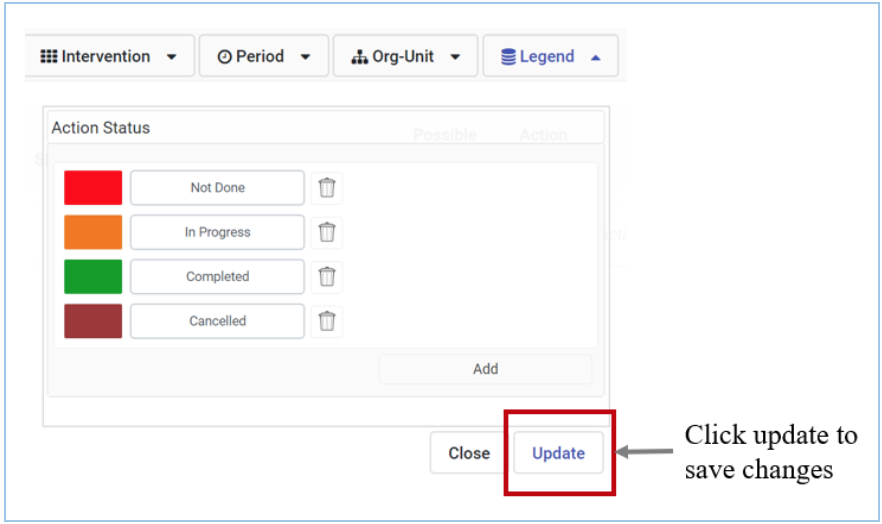 Intervention Period Org-Unit Legend
Action Status
Possible Action
Not Done
In Progress
Completed
Cancelled
Add
Close Update
Click update to
save changes